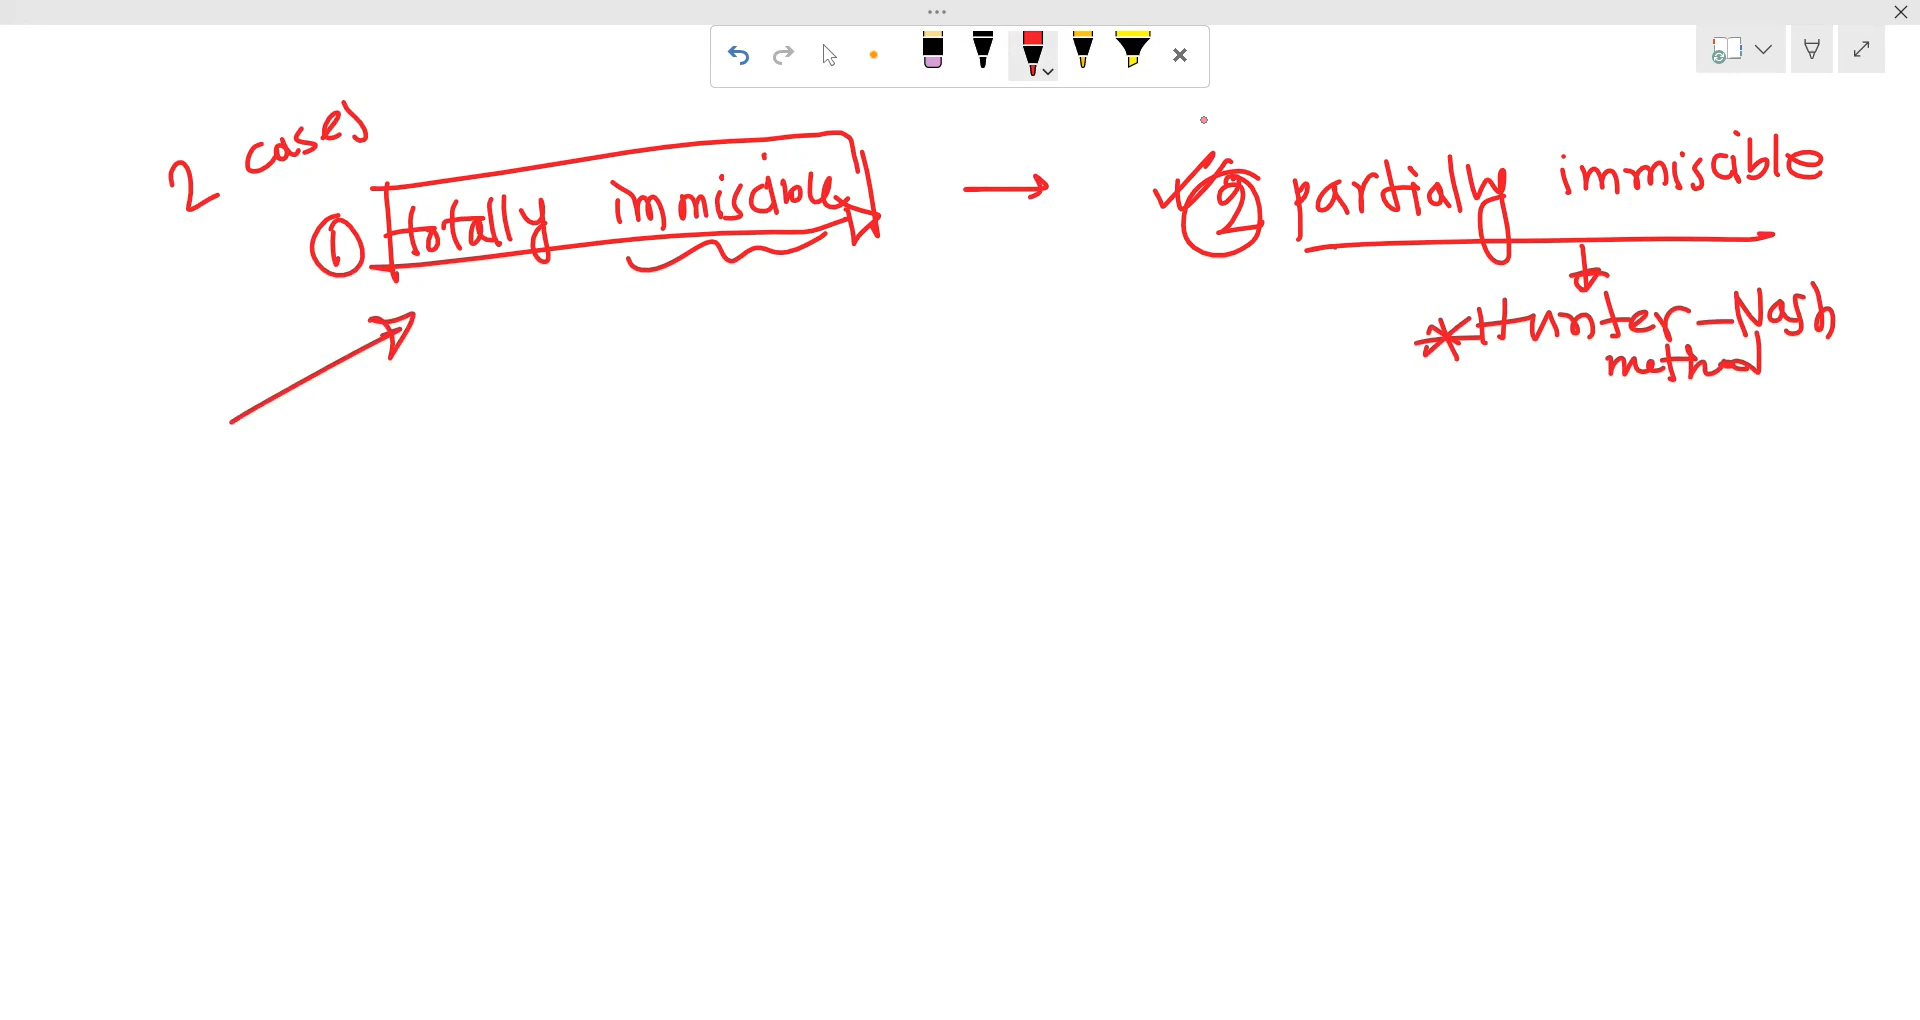 2 cases
① totally immiscible → ② partially immiscible
↓
* Hunter-Nash
method